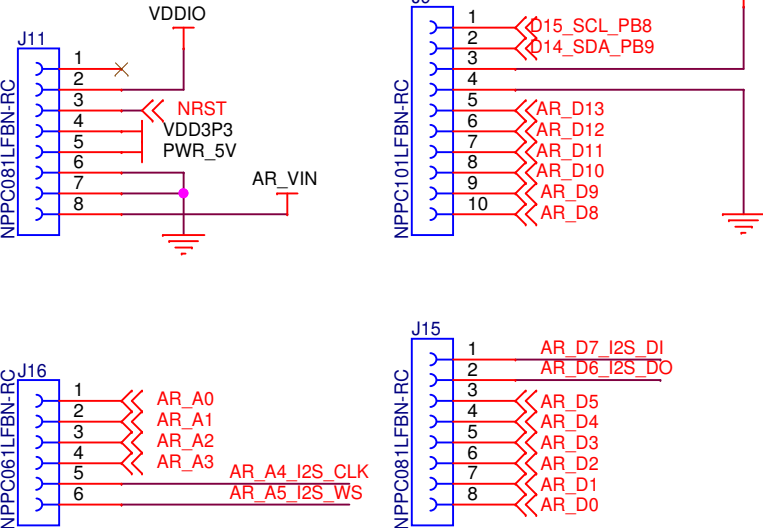 VDDIO
J11
1
2
3
4
5
6
7
8
NRST
VDD3P3
PWR_5V
AR_VIN
NPPC081LFBN-RC
1
2
3
4
5
6
7
8
9
10
D15_SCL_PB8
D14_SDA_PB9
AR_D13
AR_D12
AR_D11
AR_D10
AR_D9
AR_D8
NPPC101LFBN-RC
J16
1
2
3
4
5
6
AR_A0
AR_A1
AR_A2
AR_A3
AR_A4_I2S_CLK
AR_A5_I2S_WS
NPPC061LFBN-RC
J15
1
2
3
4
5
6
7
8
AR_D7_I2S_DI
AR_D6_I2S_DO
AR_D5
AR_D4
AR_D3
AR_D2
AR_D1
AR_D0
NPPC081LFBN-RC